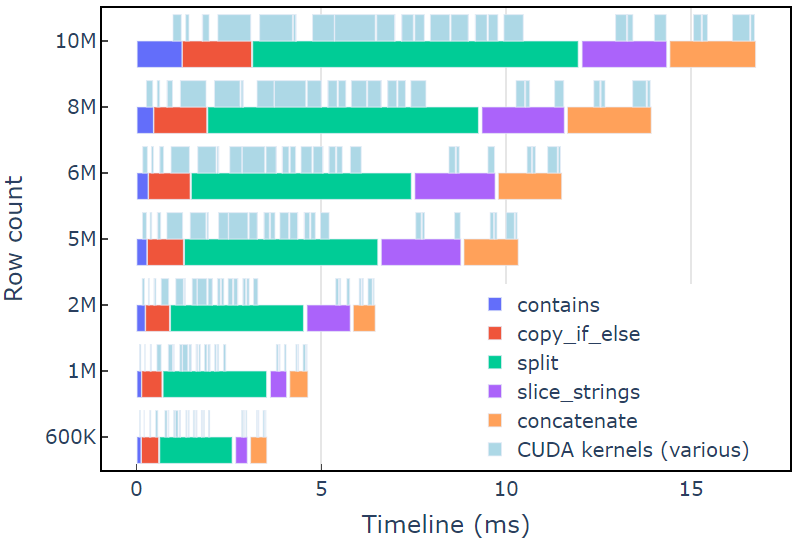 10M
8M
6M
5M
2M
1M
600K
Row count
contains
copy_if_else
split
slice_strings
concatenate
CUDA kernels (various)
0 5 10 15
Timeline (ms)